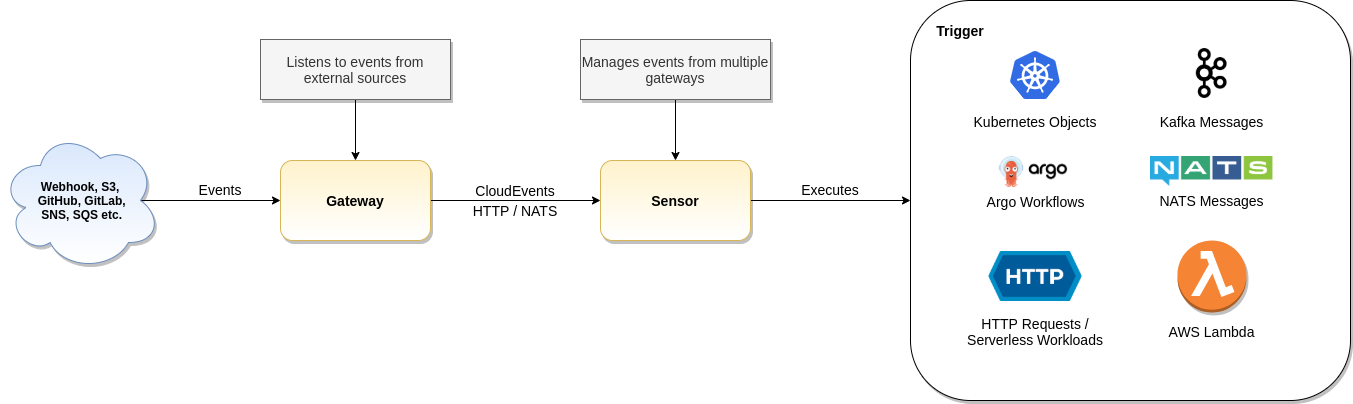 Trigger
Listens to events from
external sources
Manages events from multiple
gateways
Kubernetes Objects
Kafka Messages
Webhook, S3,
GitHub, GitLab,
SNS, SQS etc.
Events
Gateway
CloudEvents
HTTP / NATS
Sensor
Executes
argo
Argo Workflows
NATS
NATS Messages
HTTP
HTTP Requests /
Serverless Workloads
λ
AWS Lambda